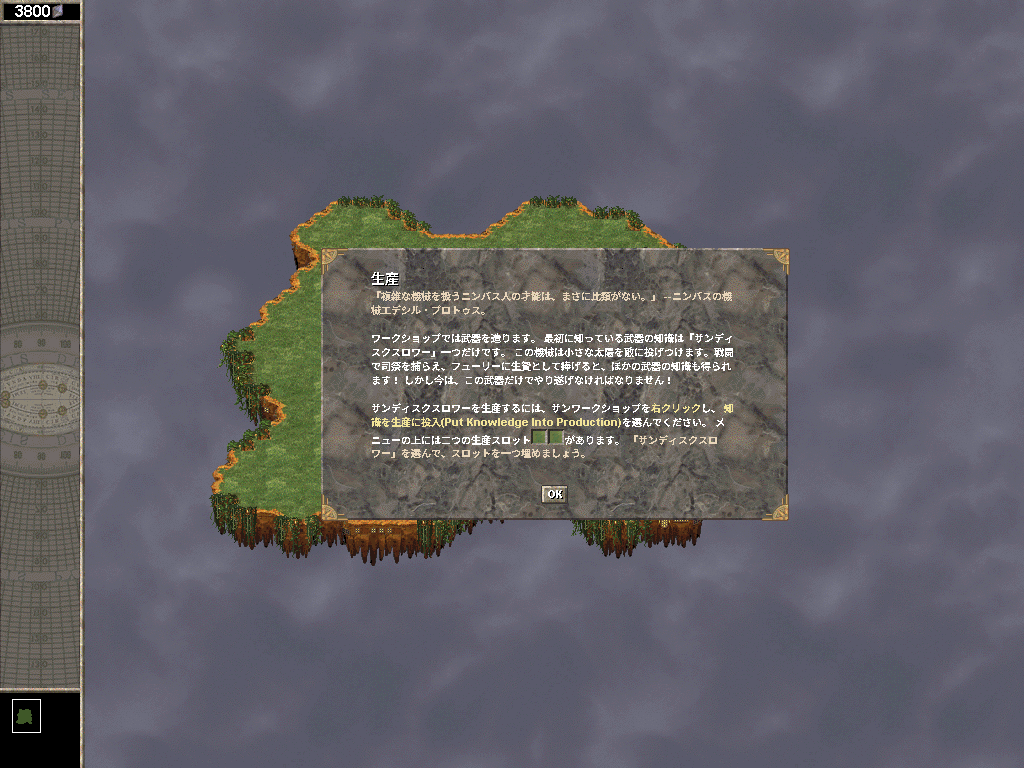 3800
生産
『複雑な機械を扱うニンバス人の才能は、まさに比類がない。』 --ニンバスの機
械エデシル・プロトゥス。
ワークショップでは武器を造ります。 最初に知っている武器の知識は『サンディ
スクスロワー』一つだけです。 この機械は小さな太陽を敵に投げつけます。戦闘
で司祭を捕らえ、フューリーに生贄として捧げると、ほかの武器の知識も得られ
ます！ しかし今は、この武器だけでやり遂げなければなりません！
サンディスクスロワーを生産するには、サンワークショップを右クリックし、 知
識を生産に投入(Put Knowledge Into Production)を選んでください。 メ
ニューの上には二つの生産スロットがあります。 『サンディスクスロ
ワー』を選んで、スロットを一つ埋めましょう。
OK